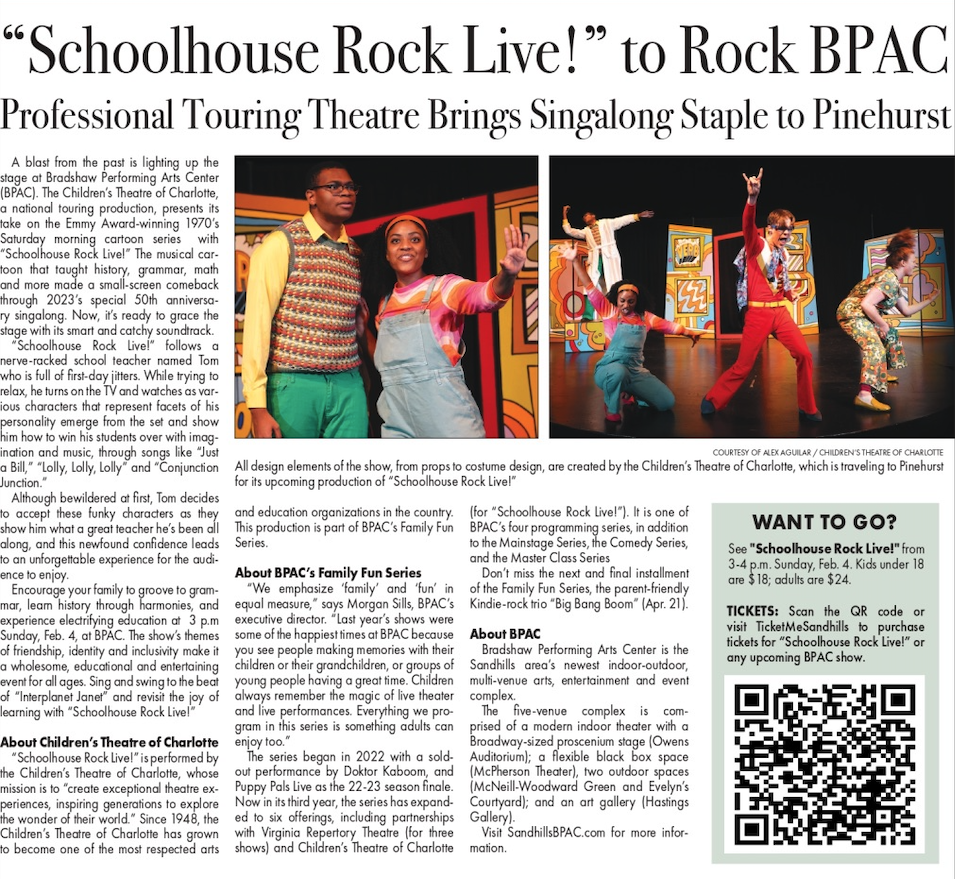 “Schoolhouse Rock Live!” to Rock BPAC
Professional Touring Theatre Brings Singalong Staple to Pinehurst
A blast from the past is lighting up the
stage at Bradshaw Performing Arts Center
(BPAC). The Children’s Theatre of Charlotte,
a national touring production, presents its
take on the Emmy Award-winning 1970’s
Saturday morning cartoon series with
“Schoolhouse Rock Live!” The musical car-
toon that taught history, grammar, math
and more made a small-screen comeback
through 2023’s special 50th anniversa-
ry singalong. Now, it’s ready to grace the
stage with its smart and catchy soundtrack.
“Schoolhouse Rock Live!” follows a
nerve-racked school teacher named Tom
who is full of first-day jitters. While trying to
relax, he turns on the TV and watches as var-
ious characters that represent facets of his
personality emerge from the set and show
him how to win his students over with imag-
ination and music, through songs like “Just
a Bill,” “Lolly, Lolly, Lolly” and “Conjunction
Junction.”
Although bewildered at first, Tom decides
to accept these funky characters as they
show him what a great teacher he’s been all
along, and this newfound confidence leads
to an unforgettable experience for the audi-
ence to enjoy.
Encourage your family to groove to gram-
mar, learn history through harmonies, and
experience electrifying education at 3 p.m
Sunday, Feb. 4, at BPAC. The show’s themes
of friendship, identity and inclusivity make it
a wholesome, educational and entertaining
event for all ages. Sing and swing to the beat
of “Interplanet Janet” and revisit the joy of
learning with “Schoolhouse Rock Live!”
About Children’s Theatre of Charlotte
“Schoolhouse Rock Live!” is performed by
the Children’s Theatre of Charlotte, whose
mission is to “create exceptional theatre ex-
periences, inspiring generations to explore
the wonder of their world.” Since 1948, the
Children’s Theatre of Charlotte has grown
to become one of the most respected arts
COURTESY OF ALEX AGUILAR / CHILDREN’S THEATRE OF CHARLOTTE
All design elements of the show, from props to costume design, are created by the Children’s Theatre of Charlotte, which is traveling to Pinehurst
for its upcoming production of “Schoolhouse Rock Live!”
and education organizations in the country.
This production is part of BPAC’s Family Fun
Series.
About BPAC’s Family Fun Series
“We emphasize ‘family’ and ‘fun’ in
equal measure,” says Morgan Sills, BPAC’s
executive director. “Last year’s shows were
some of the happiest times at BPAC because
you see people making memories with their
children or their grandchildren, or groups of
young people having a great time. Children
always remember the magic of live theater
and live performances. Everything we pro-
gram in this series is something adults can
enjoy too.”
The series began in 2022 with a sold-
out performance by Doktor Kaboom, and
Puppy Pals Live as the 22-23 season finale.
Now in its third year, the series has expand-
ed to six offerings, including partnerships
with Virginia Repertory Theatre (for three
shows) and Children’s Theatre of Charlotte
(for “Schoolhouse Rock Live!”). It is one of
BPAC’s four programming series, in addition
to the Mainstage Series, the Comedy Series,
and the Master Class Series
Don’t miss the next and final installment
of the Family Fun Series, the parent-friendly
Kindie-rock trio “Big Bang Boom” (Apr. 21).
About BPAC
Bradshaw Performing Arts Center is the
Sandhills area’s newest indoor-outdoor,
multi-venue arts, entertainment and event
complex.
The five-venue complex is com-
prised of a modern indoor theater with a
Broadway-sized proscenium stage (Owens
Auditorium); a flexible black box space
(McPherson Theater), two outdoor spaces
(McNeill-Woodward Green and Evelyn’s
Courtyard); and an art gallery (Hastings
Gallery).
Visit SandhillsBPAC.com for more infor-
mation.
WANT TO GO?
See "Schoolhouse Rock Live!" from
3-4 p.m. Sunday, Feb. 4. Kids under 18
are $18; adults are $24.
TICKETS: Scan the QR code or
visit TicketMeSandhills to purchase
tickets for “Schoolhouse Rock Live!” or
any upcoming BPAC show.